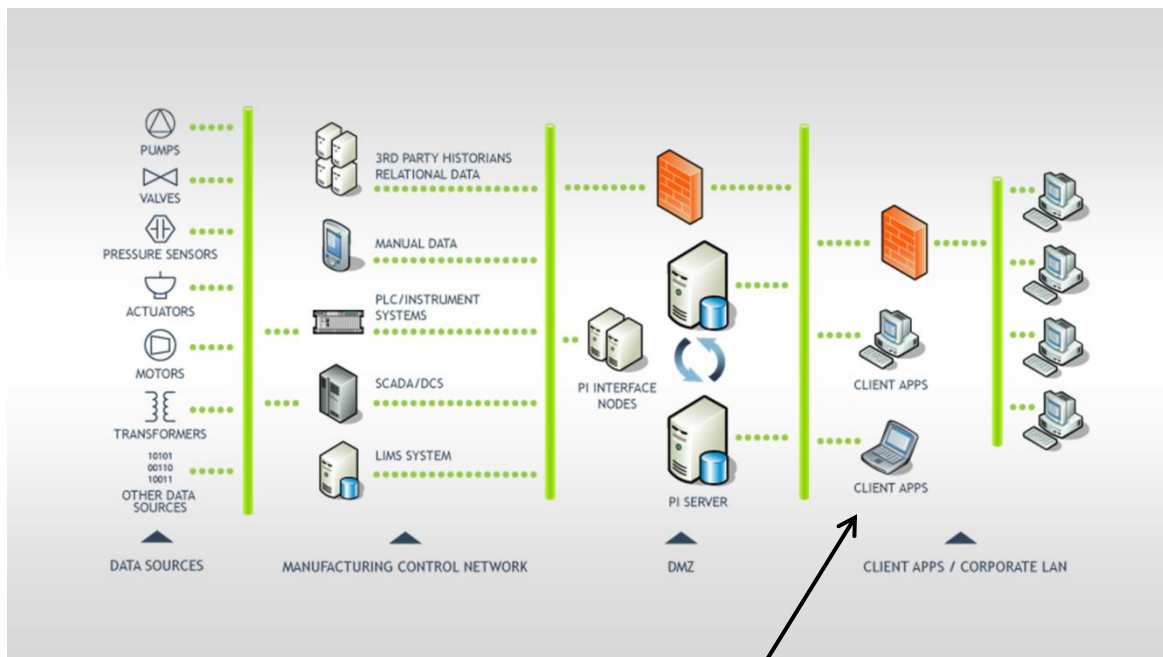 PUMPS
VALVES
PRESSURE SENSORS
ACTUATORS
MOTORS
TRANSFORMERS
10101
00110
10011
OTHER DATA
SOURCES
DATA SOURCES
3RD PARTY HISTORIANS
RELATIONAL DATA
MANUAL DATA
PLC/INSTRUMENT
SYSTEMS
SCADA/DCS
LIMS SYSTEM
MANUFACTURING CONTROL NETWORK
PI INTERFACE
NODES
PI SERVER
DMZ
CLIENT APPS
CLIENT APPS
CLIENT APPS / CORPORATE LAN